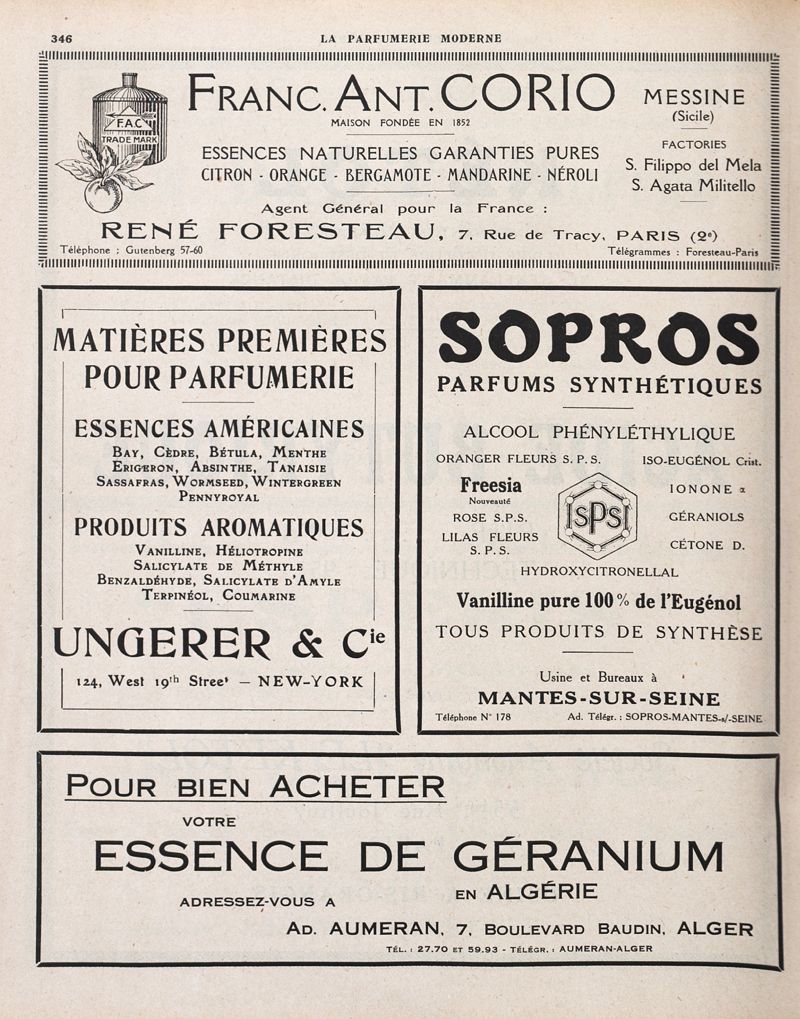 346
LA PARFUMERIE MODERNE
F.A.C
TRADE MARK
FRANC. ANT. CORIO
MAISON FONDÉE EN 1852
ESSENCES NATURELLES GARANTIES PURES
CITRON - ORANGE - BERGAMOTE - MANDARINE - NÉROLI
MESSINE
(Sicile)
FACTORIES
S. Filippo del Mela
S. Agata Militello
Agent Général pour la France :
RENÉ FORESTEAU, 7, Rue de Tracy, PARIS (2e)
Téléphone : Gutenberg 57-60
Télégrammes : Foresteau-Paris
MATIÈRES PREMIÈRES
POUR PARFUMERIE
ESSENCES AMÉRICAINES
BAY, CÈDRE, BÉTULA, MENTHE
ERIGERON, ABSINTHE, TANAISIE
SASSAFRAS, WORMSEED, WINTERGREEN
PENNYROYAL
PRODUITS AROMATIQUES
VANILLINE, HÉLIOTROPINE
SALICYLATE DE MÉTHYLE
BENZALDÉHYDE, SALICYLATE D'AMYLE
TERPINÉOL, COUMARINE
UNGERER & Cie
124, West 19th Street — NEW-YORK
SOPROS
PARFUMS SYNTHÉTIQUES
ALCOOL PHÉNYLÉTHYLIQUE
ORANGER FLEURS S. P. S.
ISO-EUGÉNOL Crist.
Freesia
Nouveauté
IONONE α
ROSE S.P.S.
SPS
GÉRANIOLS
LILAS FLEURS
S. P. S.
CÉTONE D.
HYDROXYCITRONELLAL
Vanilline pure 100 % de l'Eugénol
TOUS PRODUITS DE SYNTHÈSE
Usine et Bureaux à
MANTES-SUR-SEINE
Téléphone N° 178
Ad. Télégr. : SOPROS-MANTES-s/-SEINE
POUR BIEN ACHETER
VOTRE
ESSENCE DE GÉRANIUM
EN ALGÉRIE
ADRESSEZ-VOUS A
AD. AUMERAN, 7, BOULEVARD BAUDIN, ALGER
TÉL. : 27.70 ET 59.93 - TÉLÉGR. : AUMERAN-ALGER